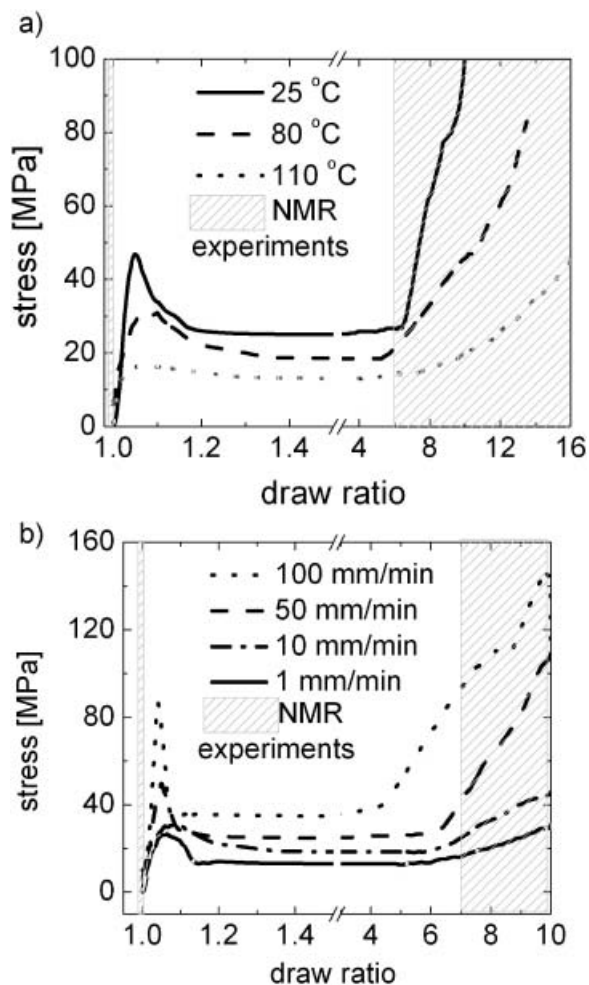 a)
100
80
60
40
20
0
stress [MPa]
25 °C
80 °C
110 °C
NMR
experiments
1.0 1.2 1.4 4 8 12 16
draw ratio
b)
160
120
80
40
0
stress [MPa]
100 mm/min
50 mm/min
10 mm/min
1 mm/min
NMR
experiments
1.0 1.2 1.4 4 6 8 10
draw ratio